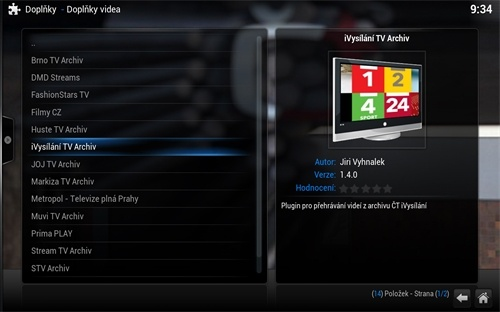 Doplňky - Doplňky videa
9:34
..
Brno TV Archiv
DMD Streams
FashionStars TV
Filmy CZ
Huste TV Archiv
iVysílání TV Archiv
JOJ TV Archiv
Markiza TV Archiv
Metropol - Televize plná Prahy
Muvi TV Archiv
Prima PLAY
Stream TV Archiv
STV Archiv
iVysílání TV Archiv
1 2
4 24
SPORT
Autor: Jiri Vyhnalek
Verze: 1.4.0
Hodnocení:
Plugin pro přehrávání videí z archivu ČT iVysílání
(14) Položek - Strana (1/2)